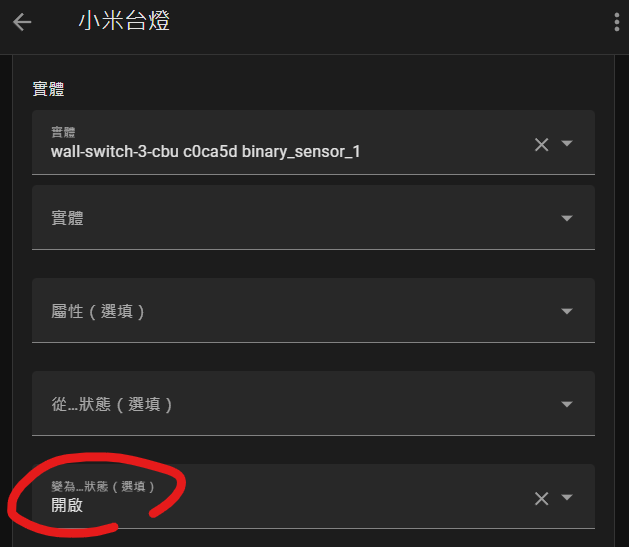 小米台燈
實體
實體
wall-switch-3-cbu c0ca5d binary_sensor_1
實體
屬性（選填）
從...狀態（選填）
變為...狀態（選填）
開啟